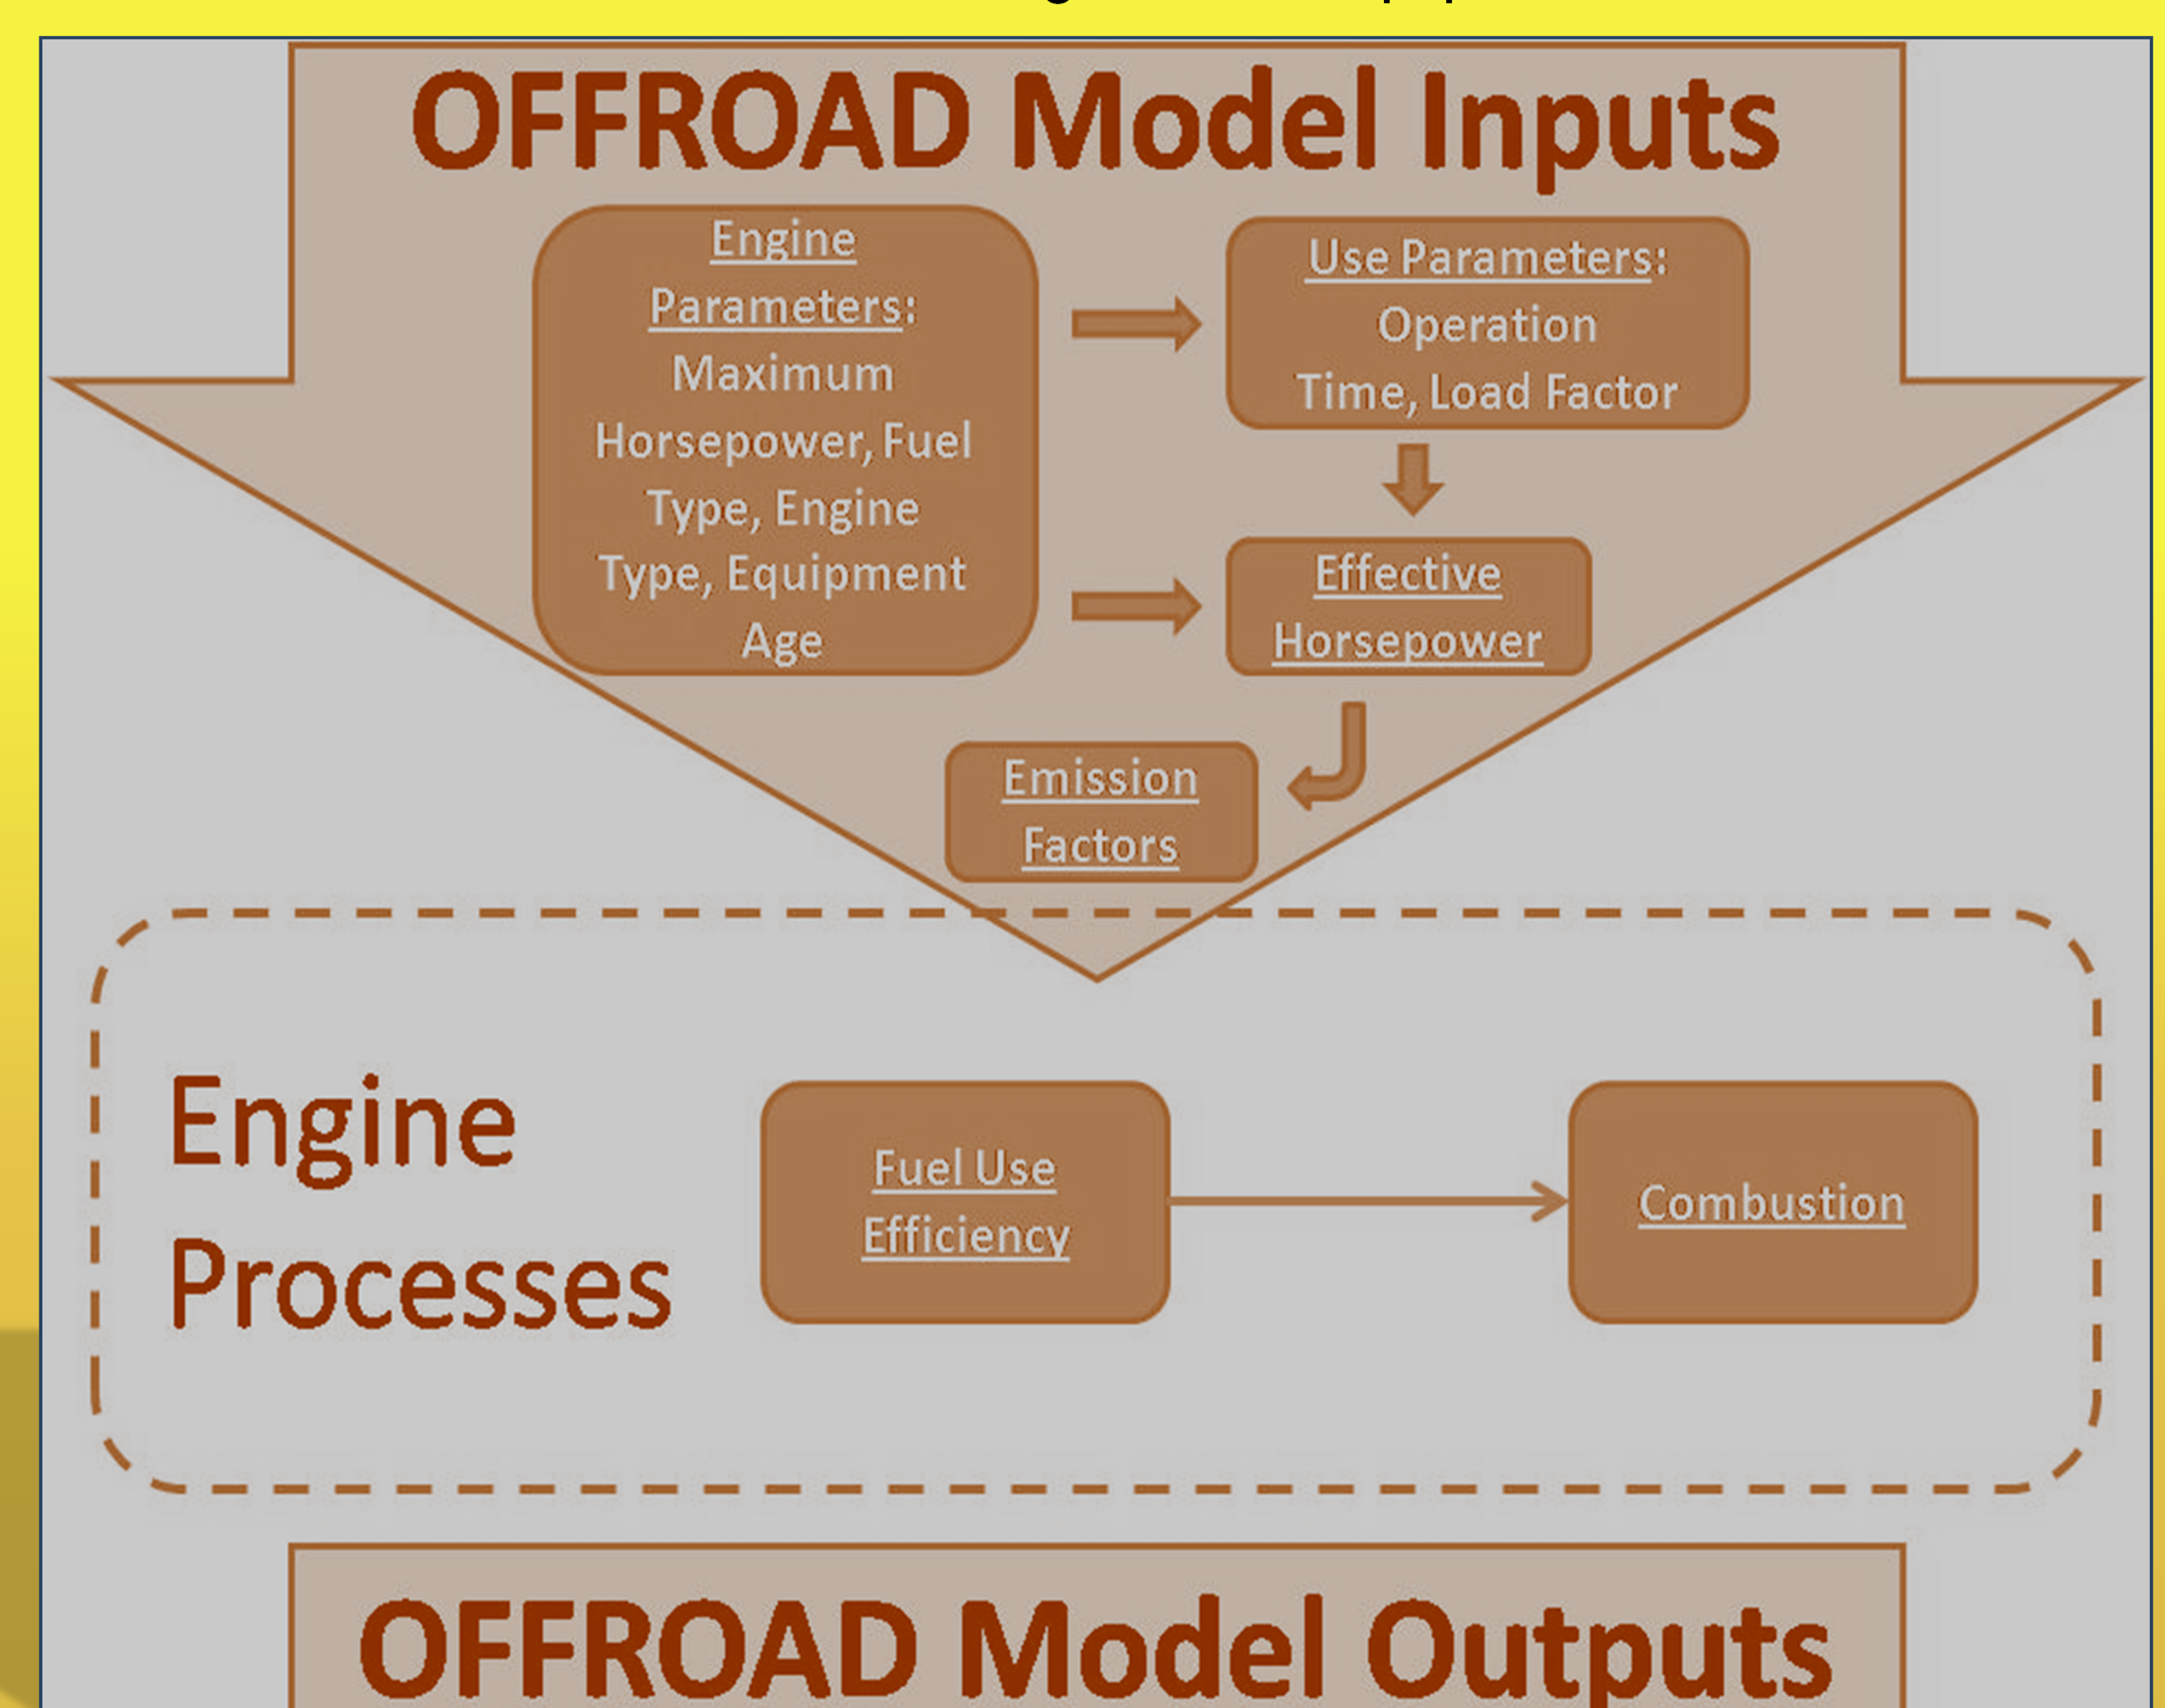 OFFROAD Model Inputs
Engine
Parameters:
Maximum
Horsepower, Fuel
Type, Engine
Type, Equipment
Age
Use Parameters:
Operation
Time, Load Factor
Effective
Horsepower
Emission
Factors
Engine
Processes
Fuel Use
Efficiency
Combustion
OFFROAD Model Outputs